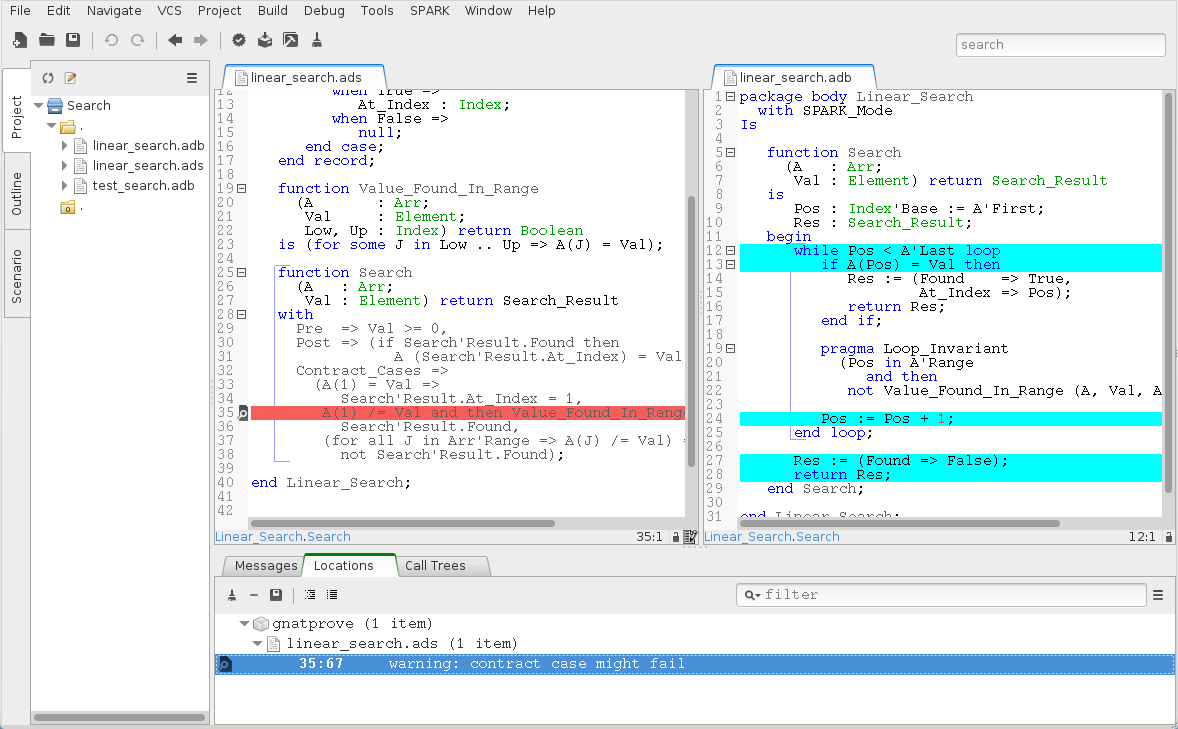 File Edit Navigate VCS Project Build Debug Tools SPARK Window Help
search
Project
Outline
Scenario
Search
.
linear_search.adb
linear_search.ads
test_search.adb
.
linear_search.ads
12 when True =>
13 At_Index : Index;
14 when False =>
15 null;
16 end case;
17 end record;
18
19 function Value_Found_In_Range
20 (A : Arr;
21 Val : Element;
22 Low, Up : Index) return Boolean
23 is (for some J in Low .. Up => A(J) = Val);
24
25 function Search
26 (A : Arr;
27 Val : Element) return Search_Result
28 with
29 Pre => Val >= 0,
30 Post => (if Search'Result.Found then
31 A (Search'Result.At_Index) = Val
32 Contract_Cases =>
33 (A(1) = Val =>
34 Search'Result.At_Index = 1,
35 A(1) /= Val and then Value_Found_In_Range
36 Search'Result.Found,
37 (for all J in Arr'Range => A(J) /= Val) =
38 not Search'Result.Found);
39
40 end Linear_Search;
41
42
Linear_Search.Search 35:1
linear_search.adb
1 package body Linear_Search
2 with SPARK_Mode
3 Is
4
5 function Search
6 (A : Arr;
7 Val : Element) return Search_Result
8 is
9 Pos : Index'Base := A'First;
10 Res : Search_Result;
11 begin
12 while Pos < A'Last loop
13 if A(Pos) = Val then
14 Res := (Found => True,
15 At_Index => Pos);
16 return Res;
17 end if;
18
19 pragma Loop_Invariant
20 (Pos in A'Range
21 and then
22 not Value_Found_In_Range (A, Val, A
23
24 Pos := Pos + 1;
25 end loop;
26
27 Res := (Found => False);
28 return Res;
29 end Search;
30
31 end Linear_Search;
Linear_Search.Search 12:1
Messages Locations Call Trees
filter
gnatprove (1 item)
linear_search.ads (1 item)
35:67 warning: contract case might fail